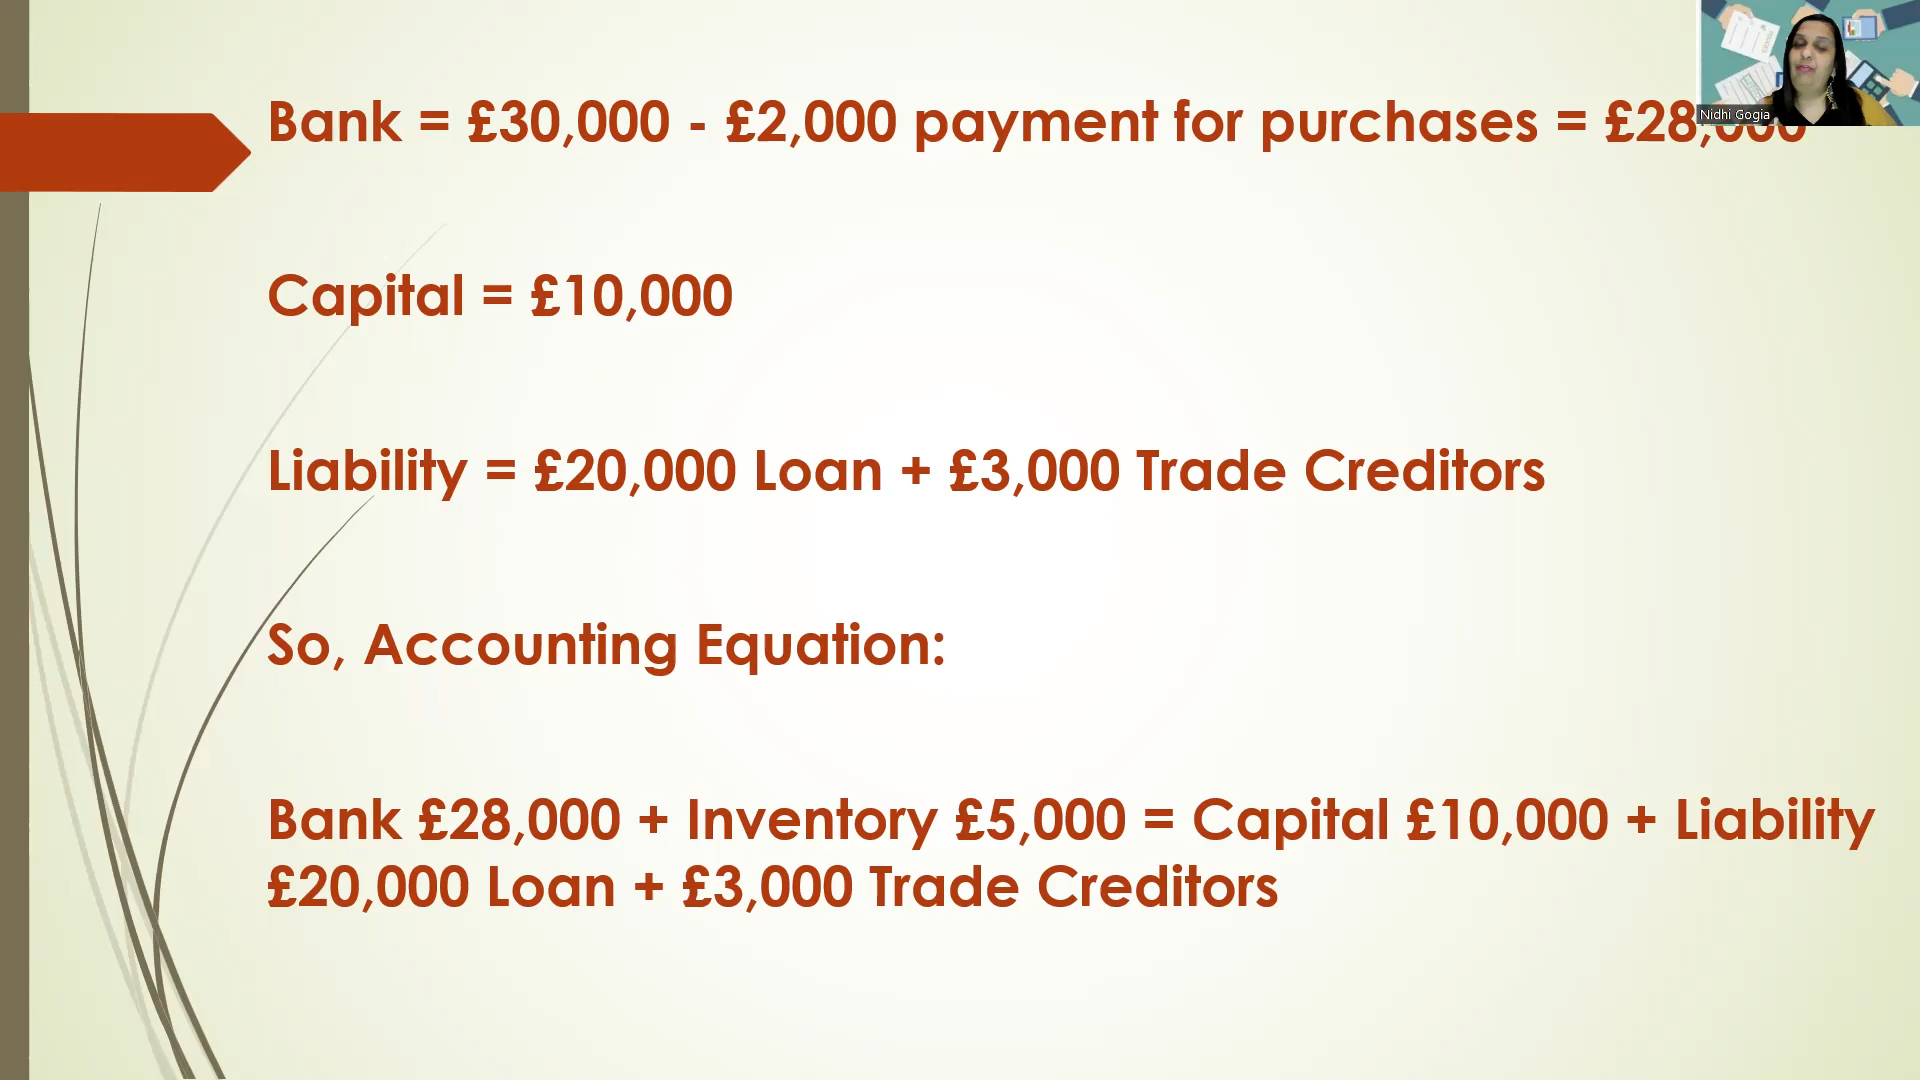 Bank = £30,000 - £2,000 payment for purchases = £28,000
Nidhi Gogia
Capital = £10,000
Liability = £20,000 Loan + £3,000 Trade Creditors
So, Accounting Equation:
Bank £28,000 + Inventory £5,000 = Capital £10,000 + Liability
£20,000 Loan + £3,000 Trade Creditors